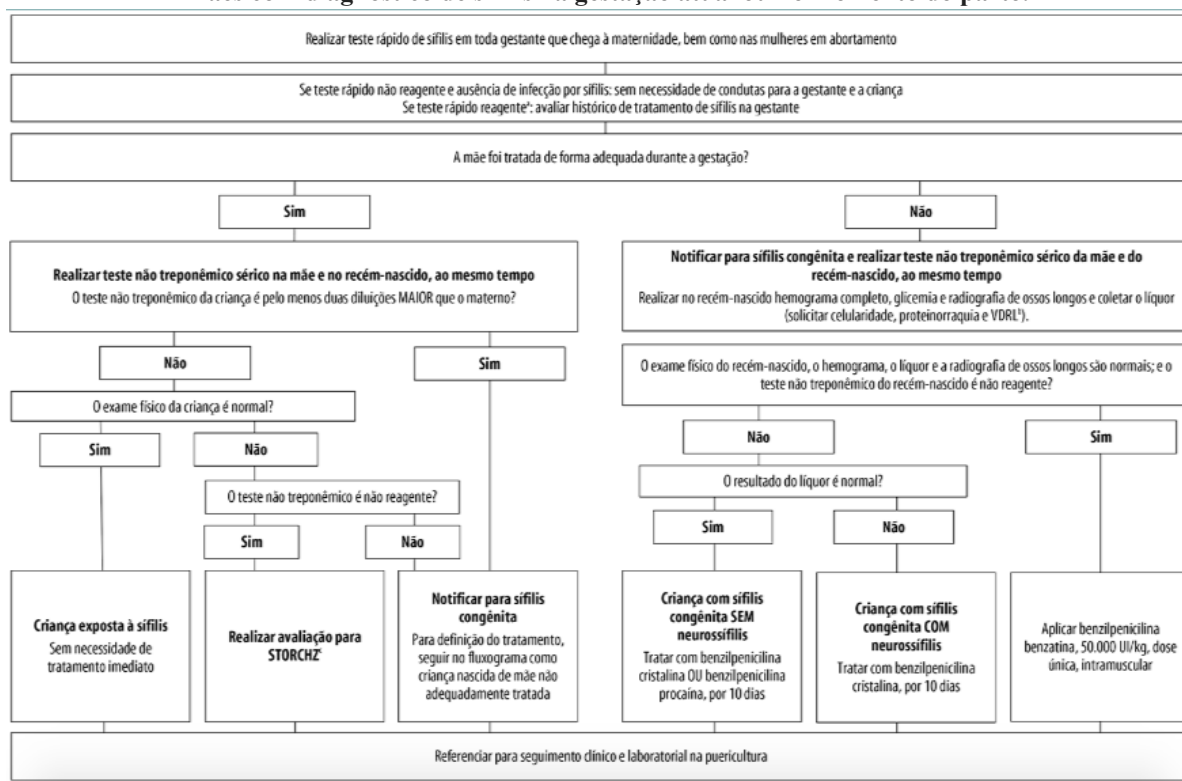 Realizar teste rápido de sífilis em toda gestante que chega à maternidade, bem como nas mulheres em abortamento
Se teste rápido não reagente e ausência de infecção por sífilis: sem necessidade de condutas para a gestante e a criança
Se teste rápido reagente: avaliar histórico de tratamento de sífilis na gestante
A mãe foi tratada de forma adequada durante a gestação?
Sim
Não
Realizar teste não treponêmico sérico na mãe e no recém-nascido, ao mesmo tempo
O teste não treponêmico da criança é pelo menos duas diluições MAIOR que o materno?
Notificar para sífilis congênita e realizar teste não treponêmico sérico da mãe e do
recém-nascido, ao mesmo tempo
Realizar no recém-nascido hemograma completo, glicemia e radiografia de ossos longos e coletar o líquor
(solicitar celularidade, proteinorraquia e VDRL).
Não
Sim
O exame físico do recém-nascido, o hemograma, o líquor e a radiografia de ossos longos são normais; e o
teste não treponêmico do recém-nascido é não reagente?
O exame físico da criança é normal?
Sim
Não
Não
Sim
O teste não treponêmico é não reagente?
O resultado do líquor é normal?
Sim
Não
Sim
Não
Criança exposta à sífilis
Sem necessidade de
tratamento imediato
Realizar avaliação para
STORCHZ
Notificar para sífilis
congênita
Para definição do tratamento,
seguir no fluxograma como
criança nascida de mãe não
adequadamente tratada
Criança com sífilis
congênita SEM
neurossífilis
Tratar com benzilpenicilina
cristalina OU benzilpenicilina
procaína, por 10 dias
Criança com sífilis
congênita COM
neurossífilis
Tratar com benzilpenicilina
cristalina, por 10 dias
Aplicar benzilpenicilina
benzatina, 50.000 UI/kg, dose
única, intramuscular
Referenciar para seguimento clínico e laboratorial na puericultura